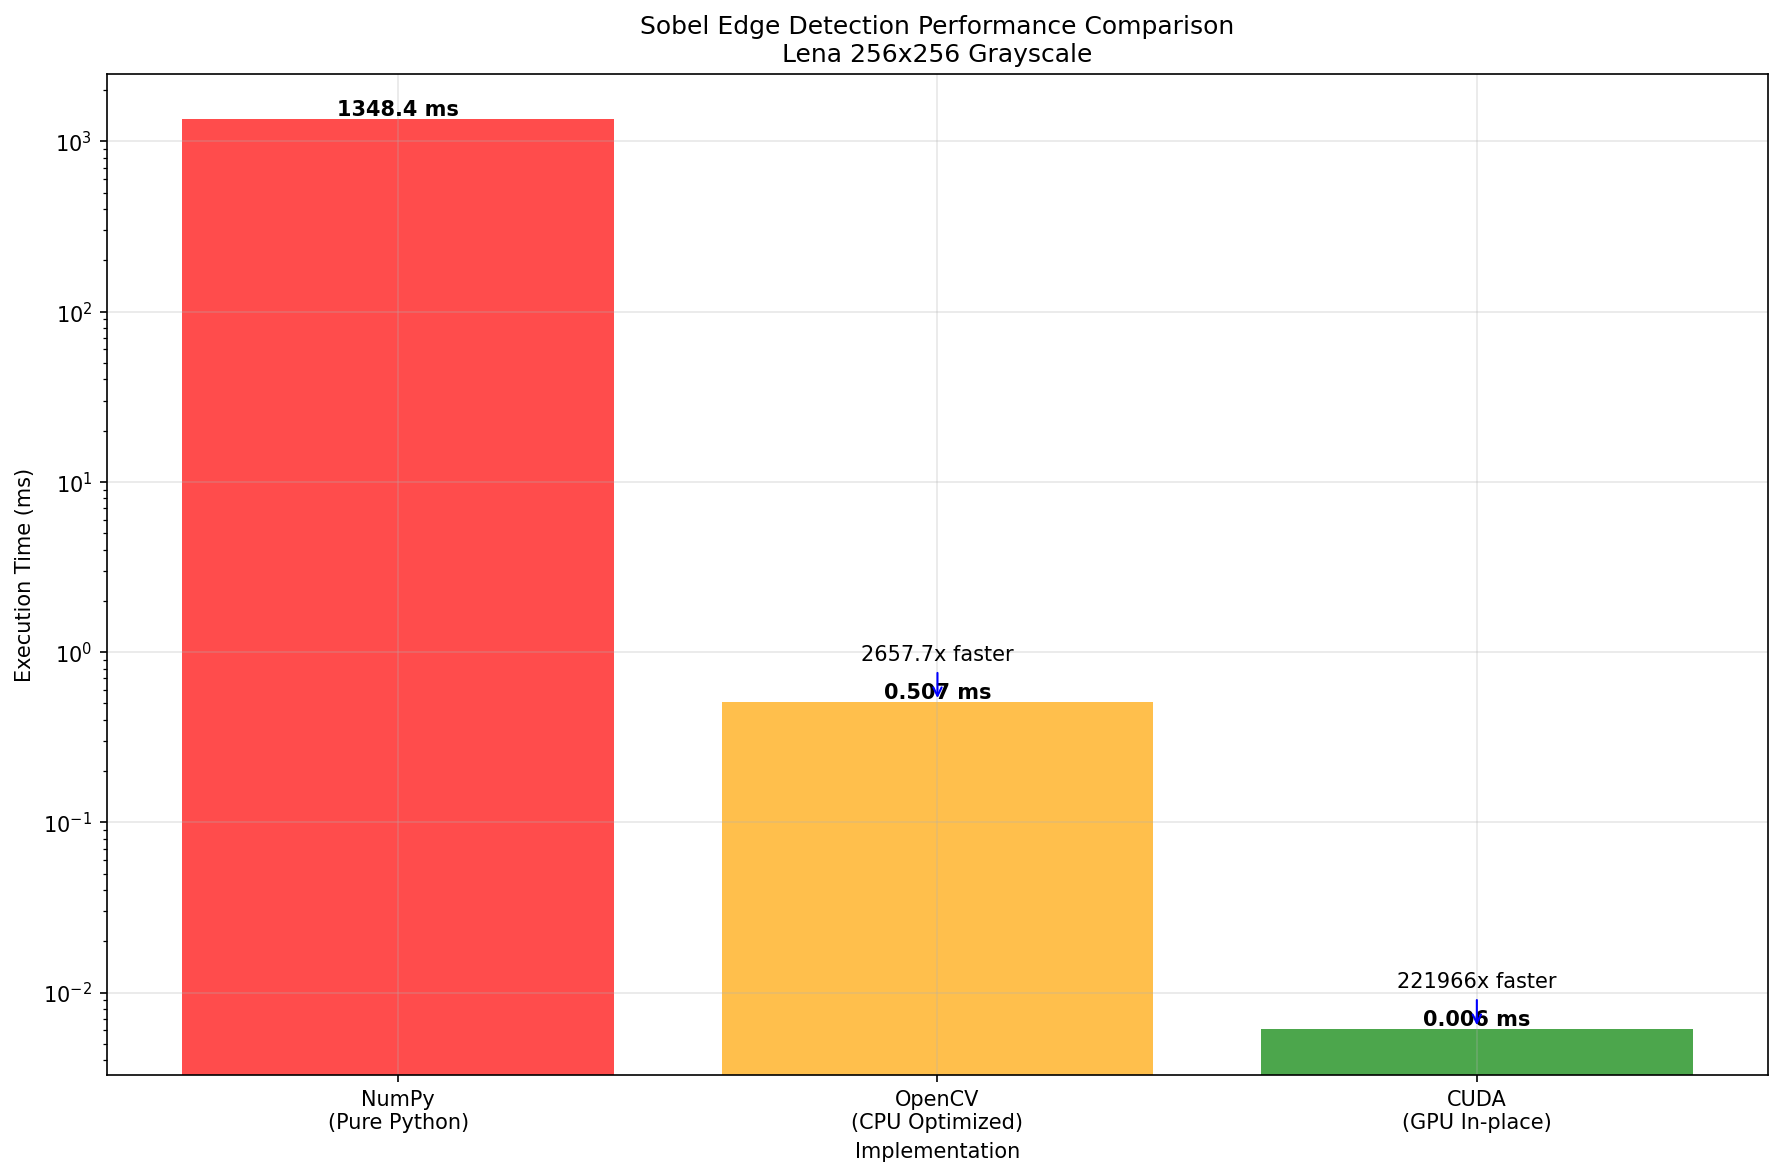 Sobel Edge Detection Performance Comparison
Lena 256x256 Grayscale
Execution Time (ms)
10³
10²
10¹
10⁰
10⁻¹
10⁻²
1348.4 ms
2657.7x faster
0.507 ms
221966x faster
0.006 ms
NumPy
(Pure Python)
OpenCV
(CPU Optimized)
CUDA
(GPU In-place)
Implementation